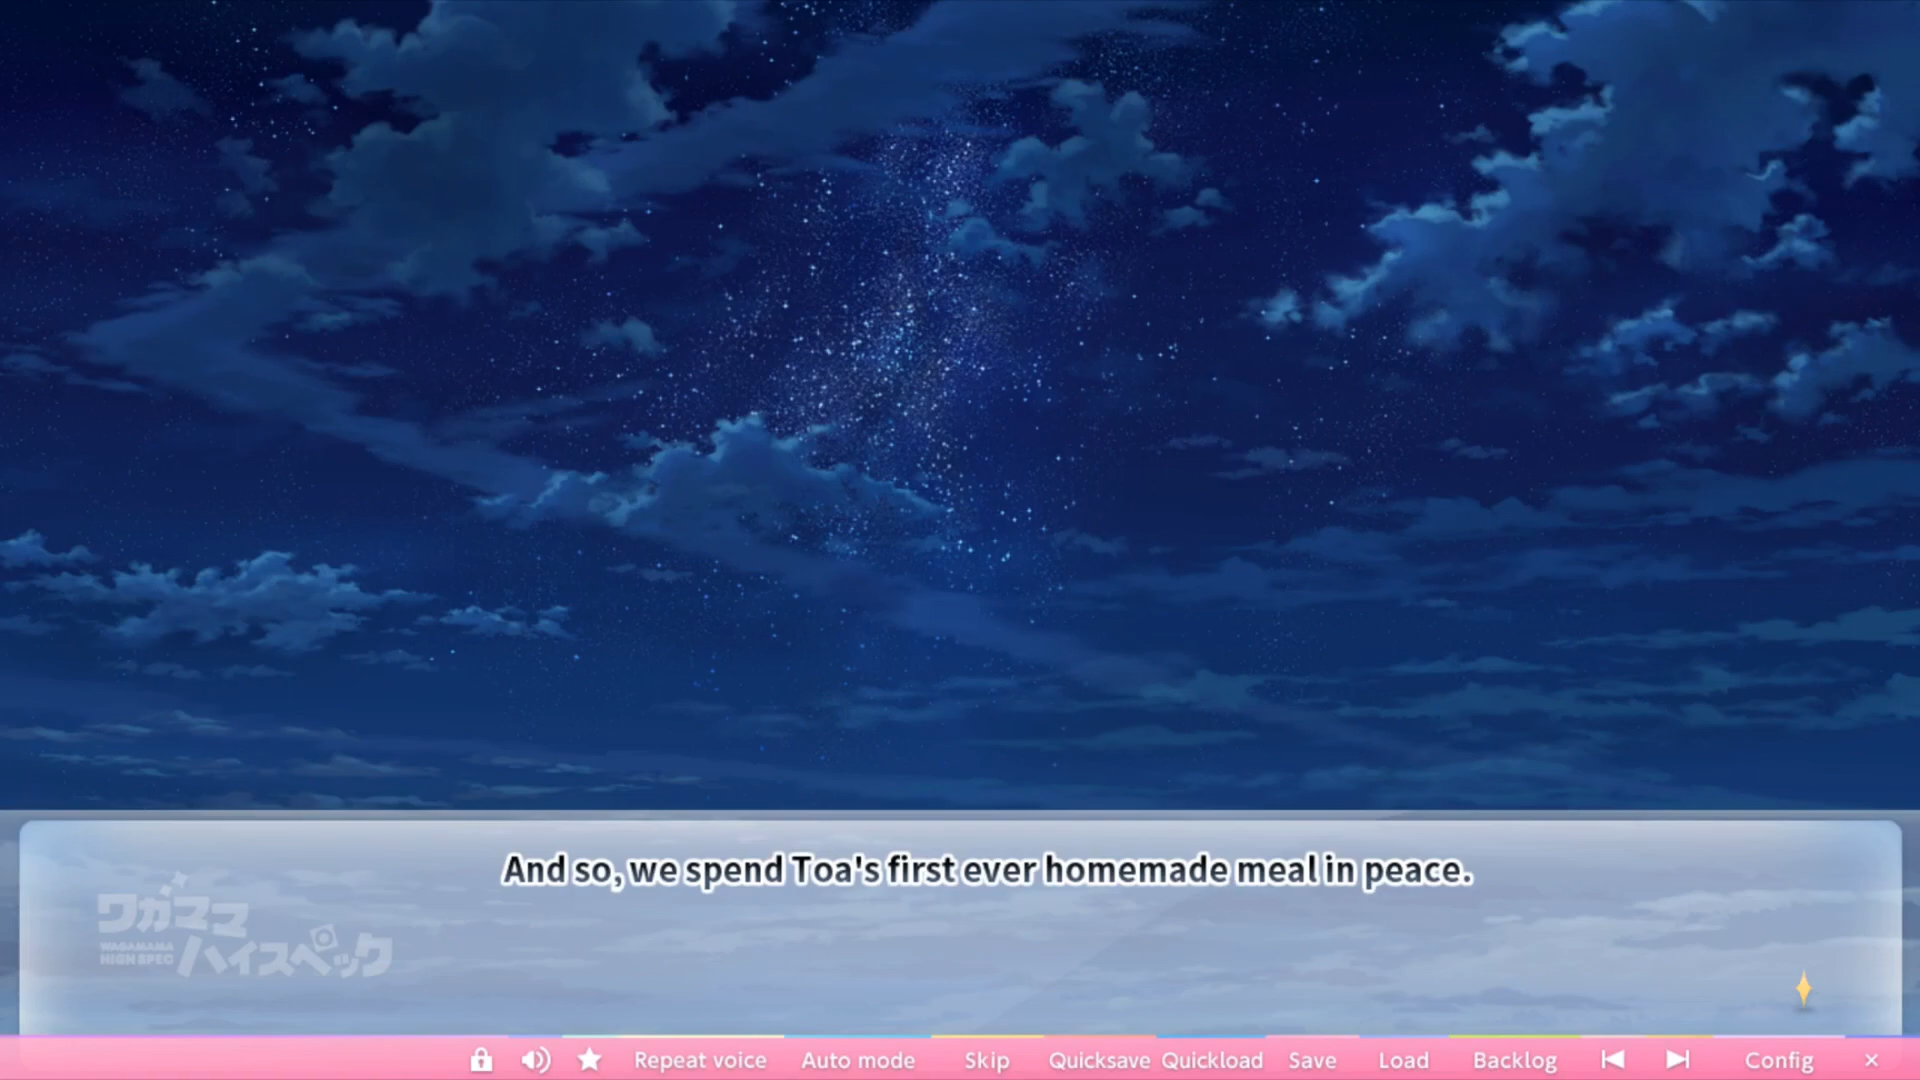 And so, we spend Toa's first ever homemade meal in peace.
ワガママ
WAGAMAMA
HIGH SPEC
ハイスペック
Repeat voice Auto mode Skip Quicksave Quickload Save Load Backlog Config